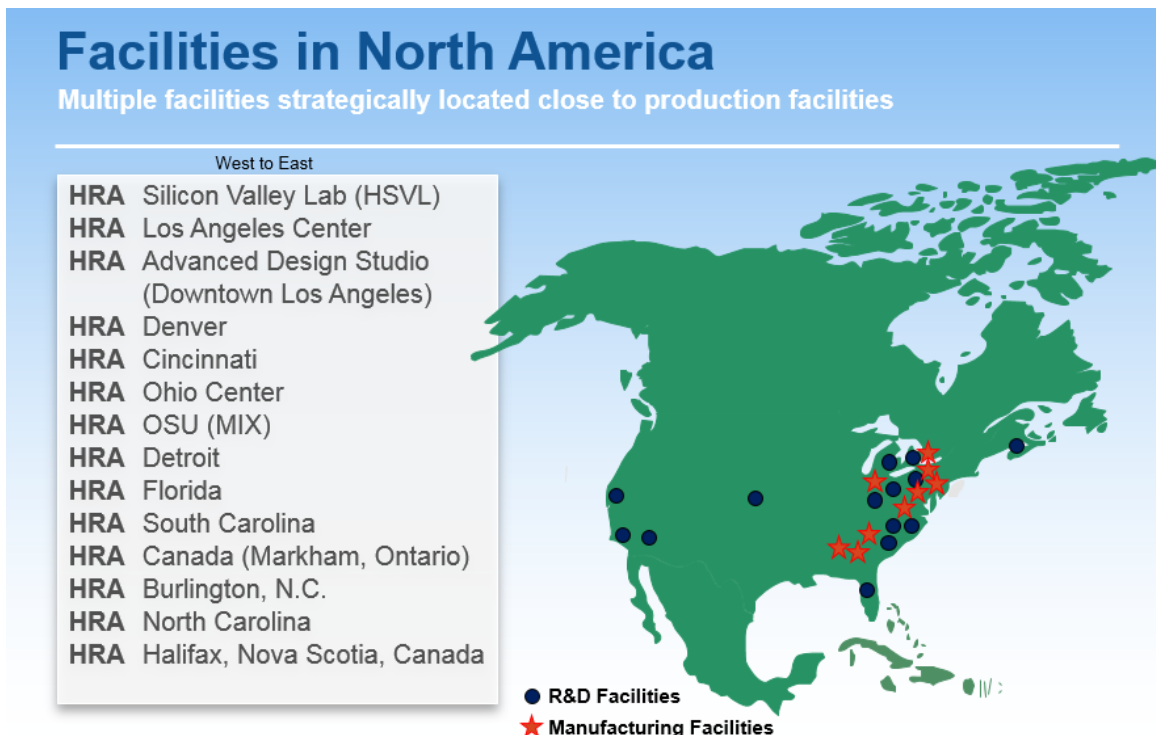 Facilities in North America
Multiple facilities strategically located close to production facilities
West to East
HRA Silicon Valley Lab (HSVL)
HRA Los Angeles Center
HRA Advanced Design Studio
(Downtown Los Angeles)
HRA Denver
HRA Cincinnati
HRA Ohio Center
HRA OSU (MIX)
HRA Detroit
HRA Florida
HRA South Carolina
HRA Canada (Markham, Ontario)
HRA Burlington, N.C.
HRA North Carolina
HRA Halifax, Nova Scotia, Canada
R&D Facilities
Manufacturing Facilities